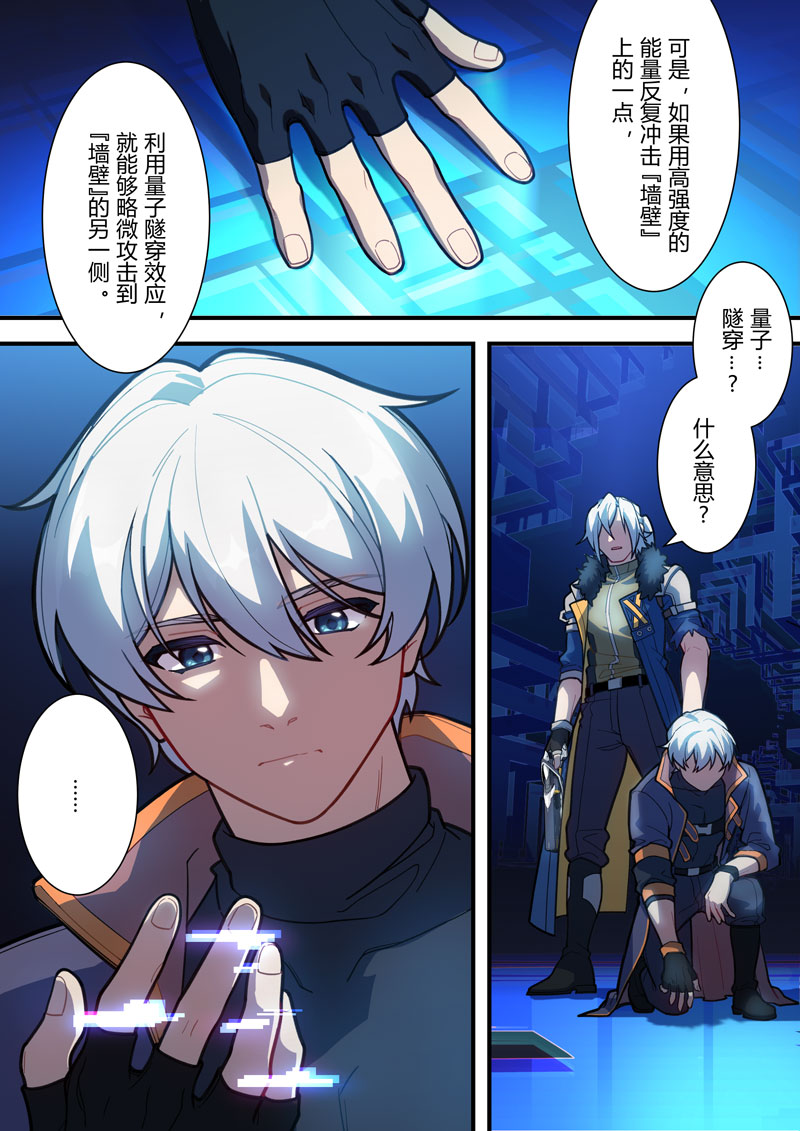 可是，如果用高强度的
能量反复冲击『墙壁』
上的一点，
利用量子隧穿效应，
就能够略微攻击到
『墙壁』的另一侧。
量子…
隧穿…？
什么意思？
……